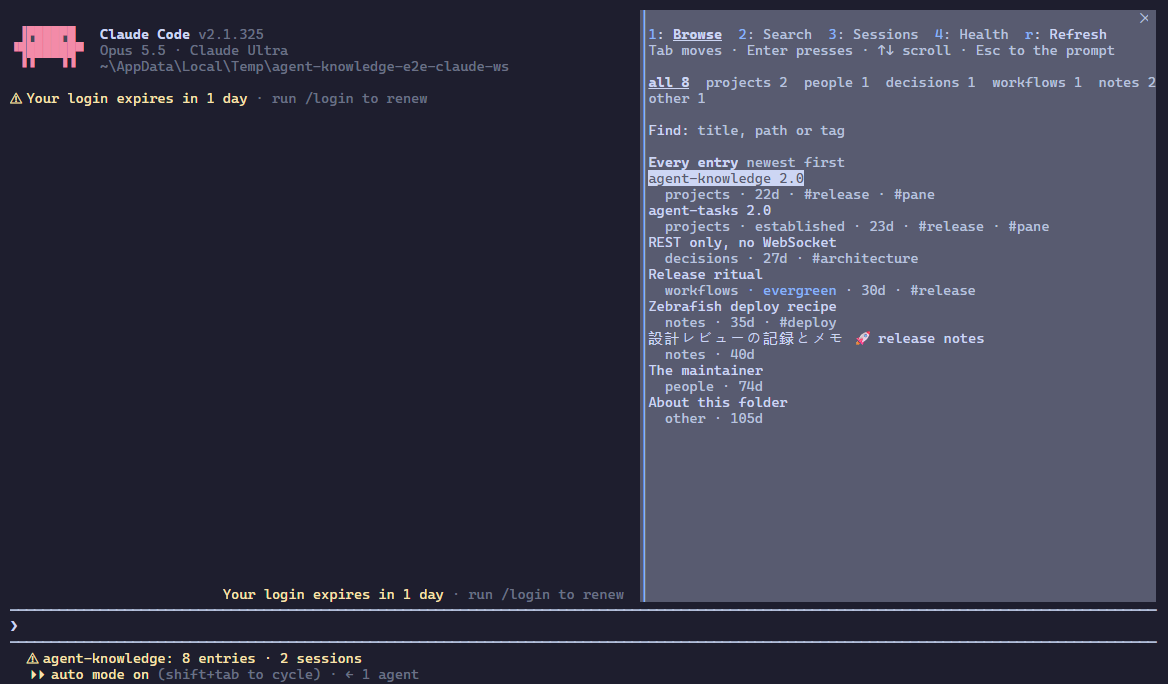 Claude Code v2.1.325
Opus 5.5 · Claude Ultra
~\AppData\Local\Temp\agent-knowledge-e2e-claude-ws
⚠ Your login expires in 1 day · run /login to renew
×
1: Browse  2: Search  3: Sessions  4: Health  r: Refresh
Tab moves · Enter presses · ↑↓ scroll · Esc to the prompt
all 8  projects 2  people 1  decisions 1  workflows 1  notes 2
other 1
Find: title, path or tag
Every entry newest first
agent-knowledge 2.0
projects · 22d · #release · #pane
agent-tasks 2.0
projects · established · 23d · #release · #pane
REST only, no WebSocket
decisions · 27d · #architecture
Release ritual
workflows · evergreen · 30d · #release
Zebrafish deploy recipe
notes · 35d · #deploy
設計レビューの記録とメモ 🚀 release notes
notes · 40d
The maintainer
people · 74d
About this folder
other · 105d
Your login expires in 1 day · run /login to renew
❯
⚠ agent-knowledge: 8 entries · 2 sessions
⏵⏵ auto mode on (shift+tab to cycle) · ← 1 agent